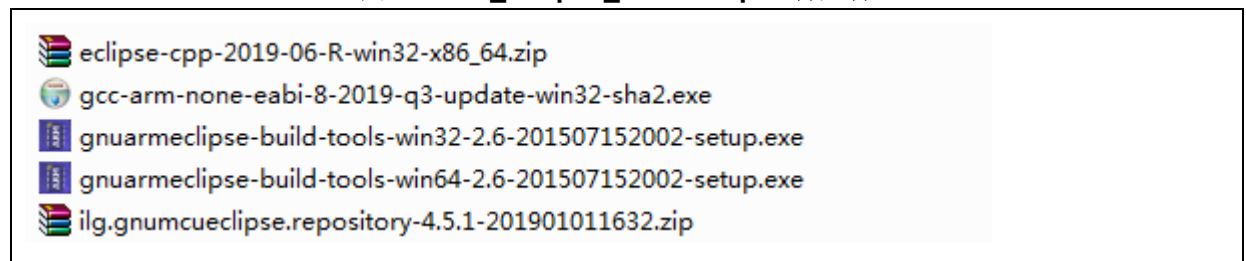 eclipse-cpp-2019-06-R-win32-x86_64.zip
gcc-arm-none-eabi-8-2019-q3-update-win32-sha2.exe
gnuarmeclipse-build-tools-win32-2.6-201507152002-setup.exe
gnuarmeclipse-build-tools-win64-2.6-201507152002-setup.exe
ilg.gnumcueclipse.repository-4.5.1-201901011632.zip